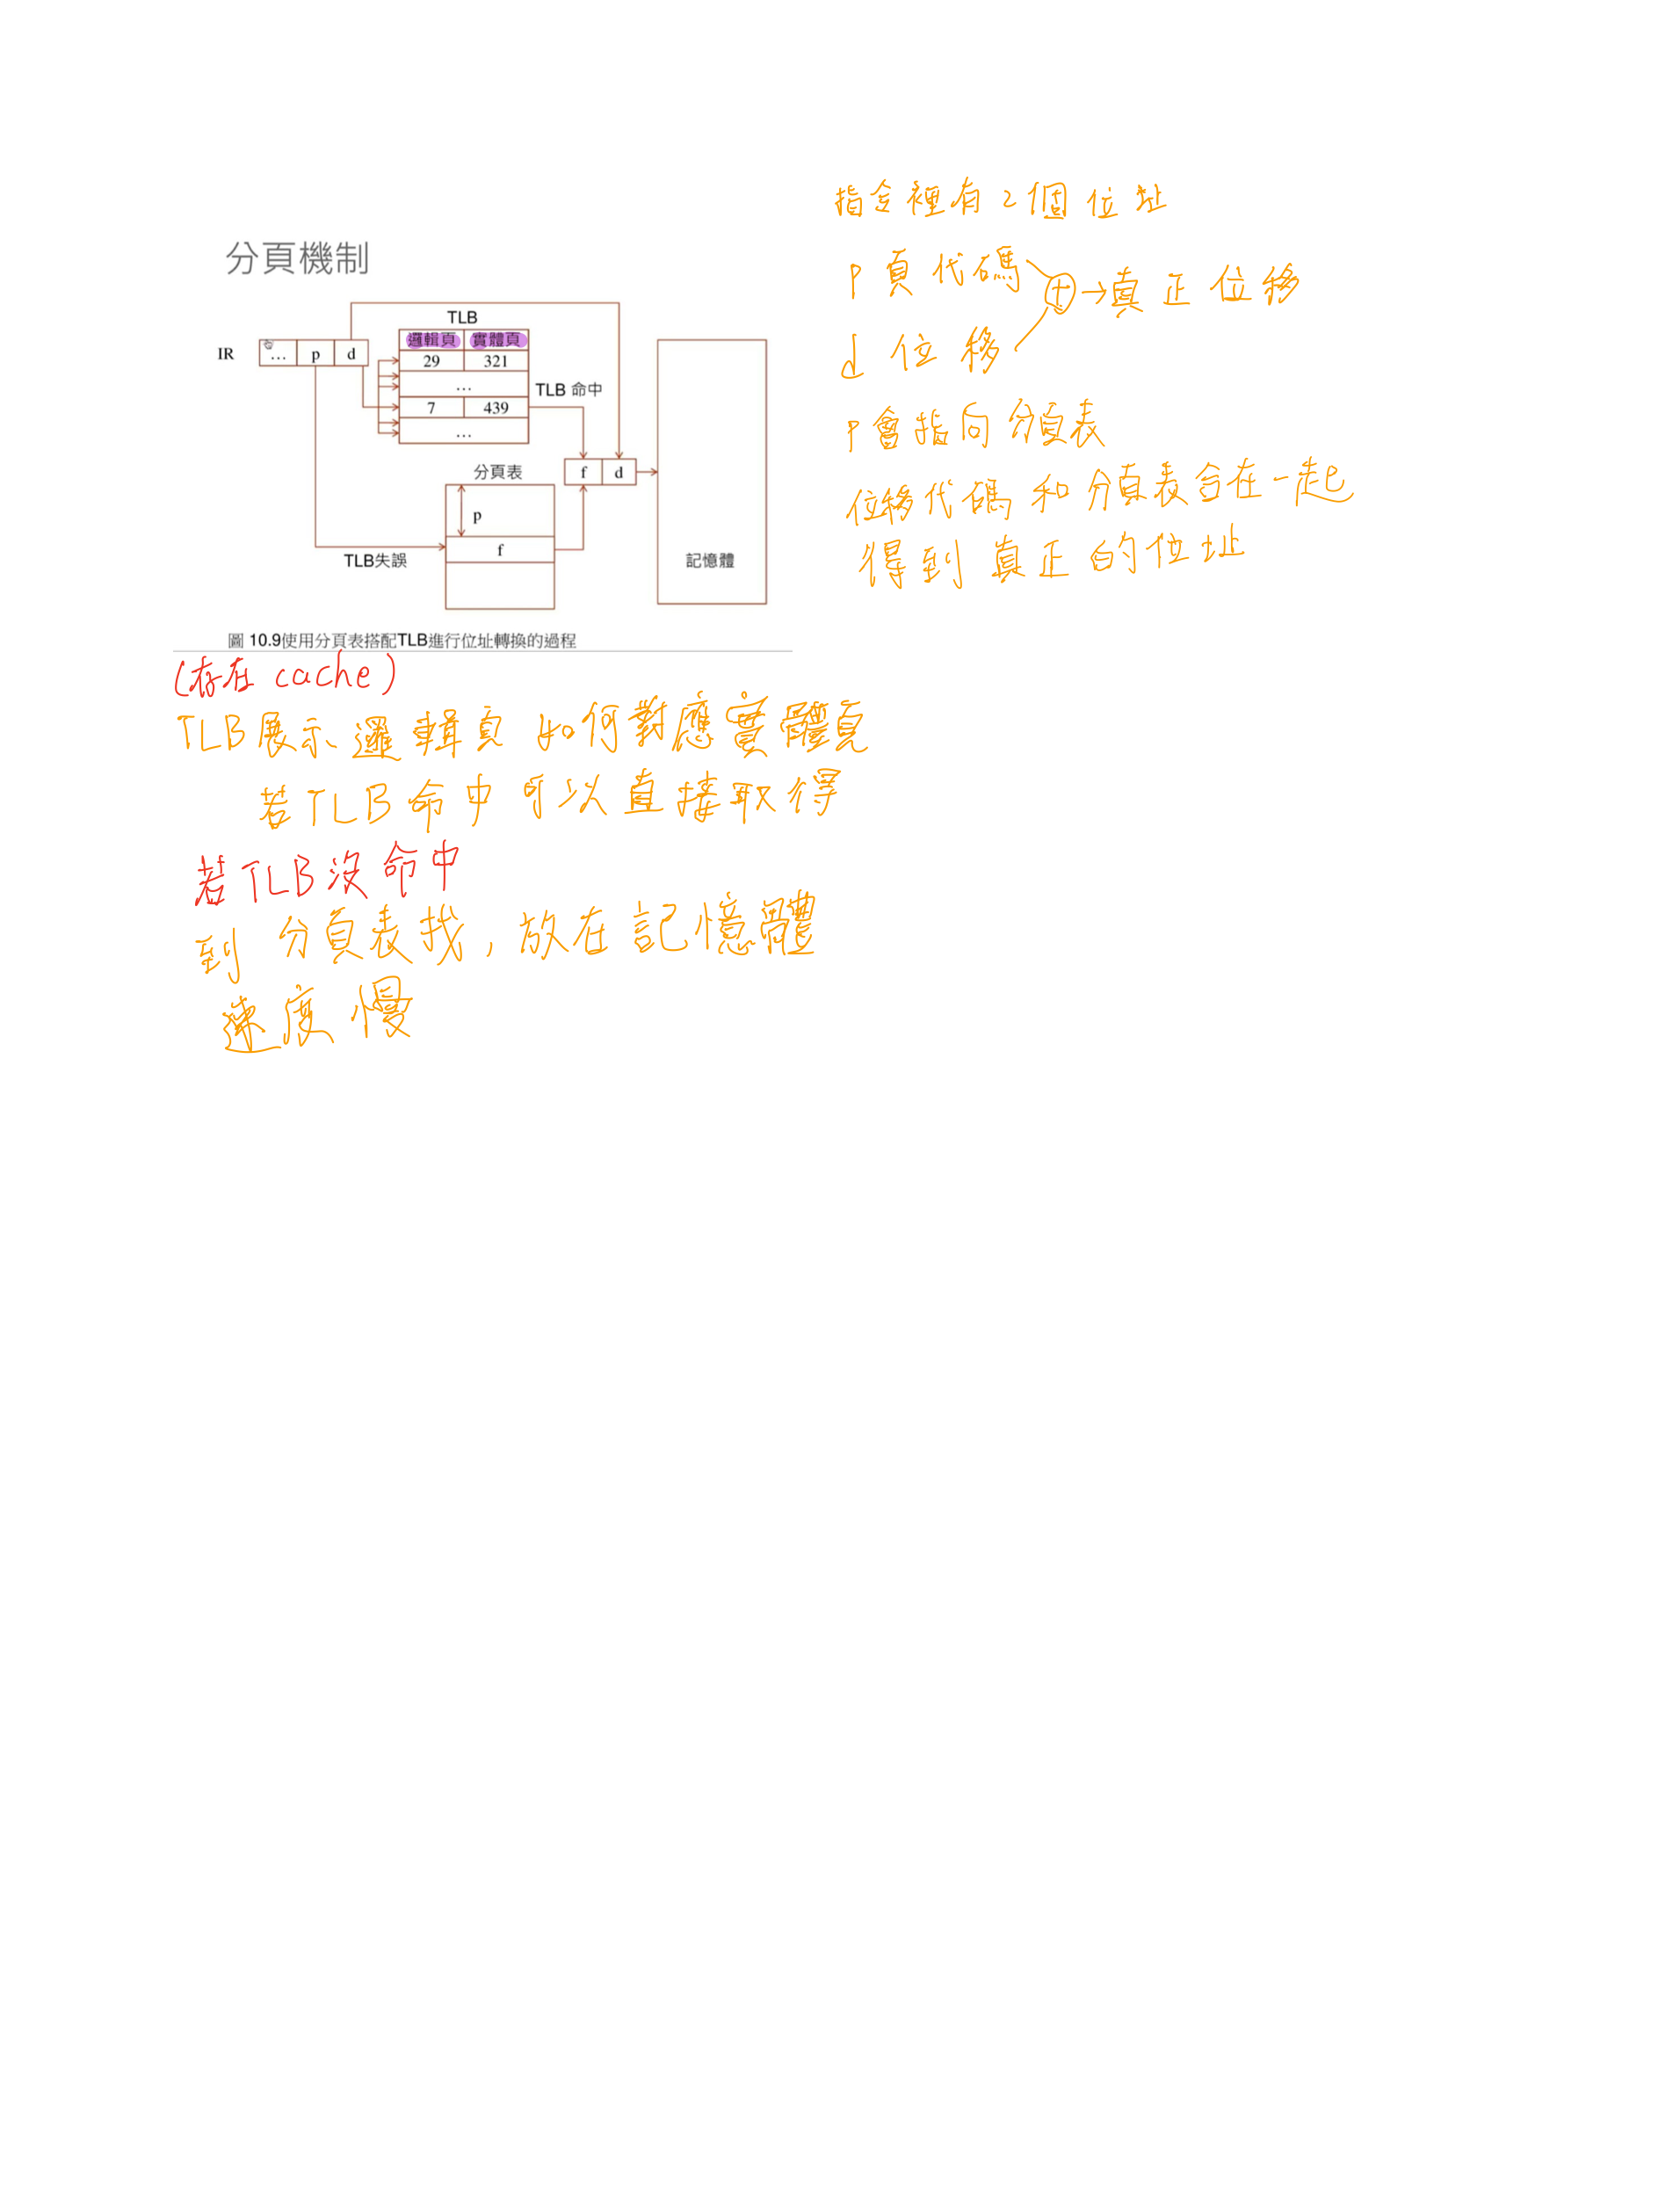 分頁機制
TLB
邏輯頁 實體頁
IR … p d
29 321
…
TLB 命中
7 439
…
分頁表
f d
p
f
TLB失誤
記憶體
圖 10.9使用分頁表搭配TLB進行位址轉換的過程
指令裡有2個位址
p 頁代碼
+→真正位移
d 位移
p會指向分頁表
位移代碼和分頁表合在一起
得到真正的位址
(存在 cache)
TLB展示邏輯頁如何對應實體頁
若TLB命中可以直接取得
若TLB沒命中
到分頁表找,放在記憶體
速度慢